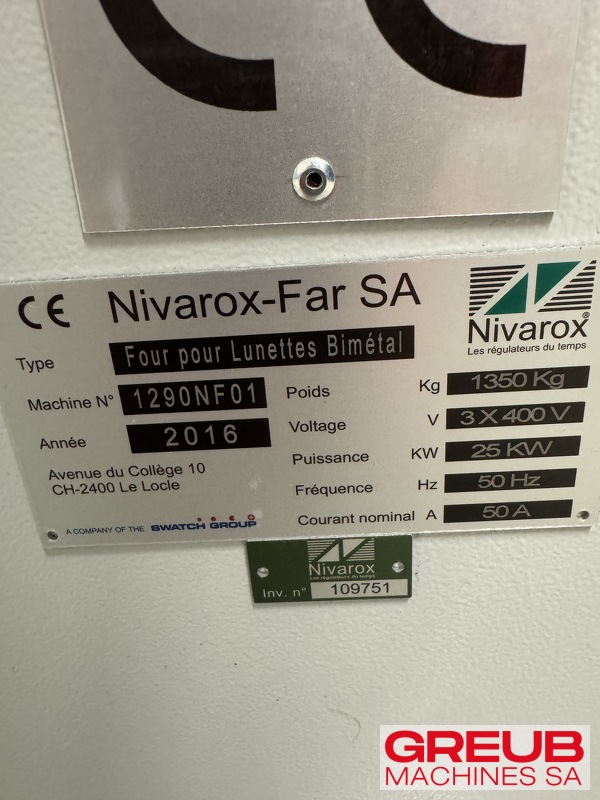 CE
CE Nivarox-Far SA
Nivarox®
Les régulateurs du temps
Type Four pour Lunettes Bimétal
Machine N° 1290NF01
Année 2016
Avenue du Collège 10
CH-2400 Le Locle
A COMPANY OF THE SWATCH GROUP
Poids Kg 1350 Kg
Voltage V 3 X 400 V
Puissance KW 25 KW
Fréquence Hz 50 Hz
Courant nominal A 50 A
Nivarox
Les régulateurs du temps
Inv. n° 109751
GREUB
MACHINES SA